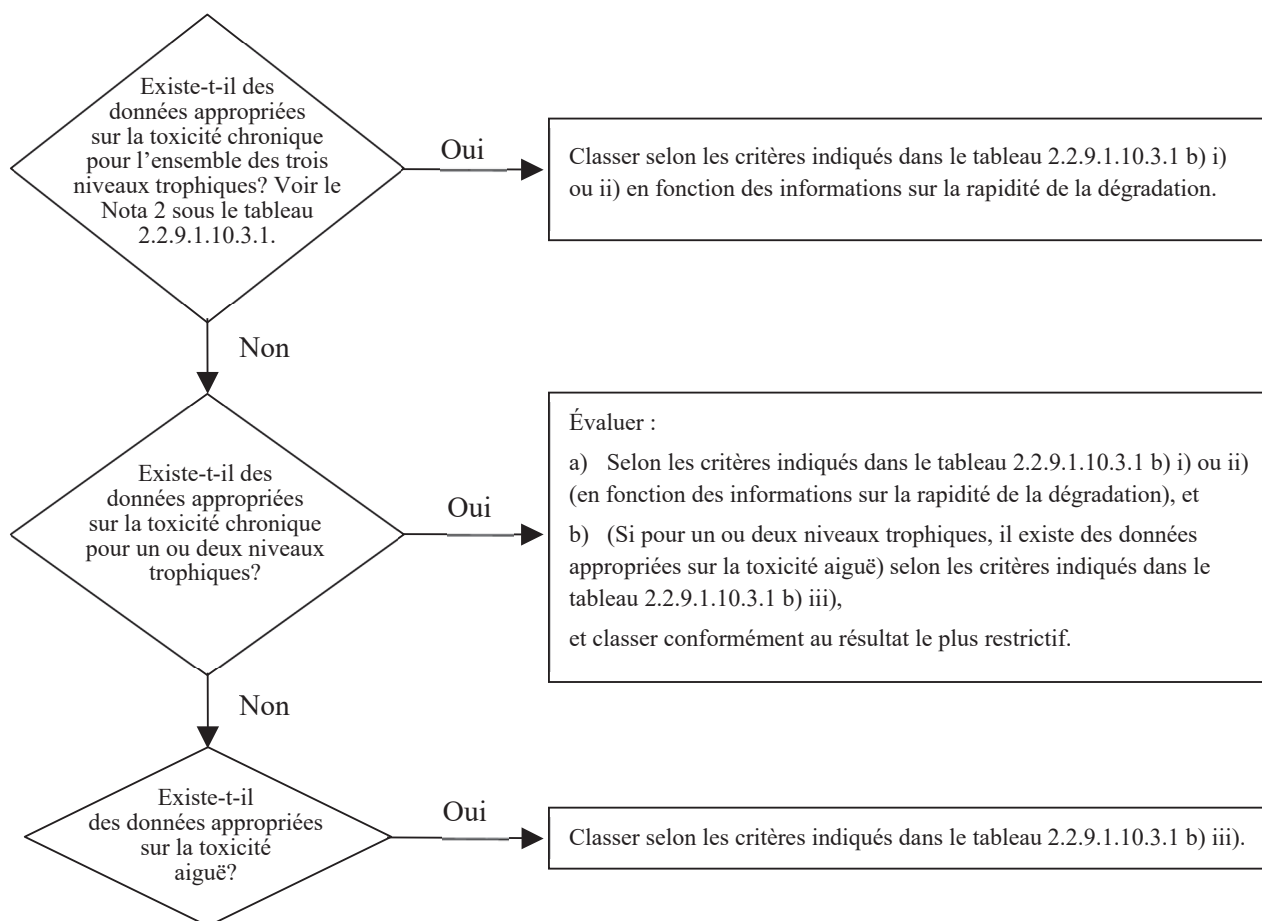 Existe-t-il des
données appropriées
sur la toxicité chronique
pour l’ensemble des trois
niveaux trophiques? Voir le
Nota 2 sous le tableau
2.2.9.1.10.3.1.
Oui
Classer selon les critères indiqués dans le tableau 2.2.9.1.10.3.1 b) i)
ou ii) en fonction des informations sur la rapidité de la dégradation.
Non
Existe-t-il des
données appropriées
sur la toxicité chronique
pour un ou deux niveaux
trophiques?
Oui
Évaluer :
a) Selon les critères indiqués dans le tableau 2.2.9.1.10.3.1 b) i) ou ii)
(en fonction des informations sur la rapidité de la dégradation), et
b) (Si pour un ou deux niveaux trophiques, il existe des données
appropriées sur la toxicité aiguë) selon les critères indiqués dans le
tableau 2.2.9.1.10.3.1 b) iii),
et classer conformément au résultat le plus restrictif.
Non
Existe-t-il
des données appropriées
sur la toxicité
aiguë?
Oui
Classer selon les critères indiqués dans le tableau 2.2.9.1.10.3.1 b) iii).